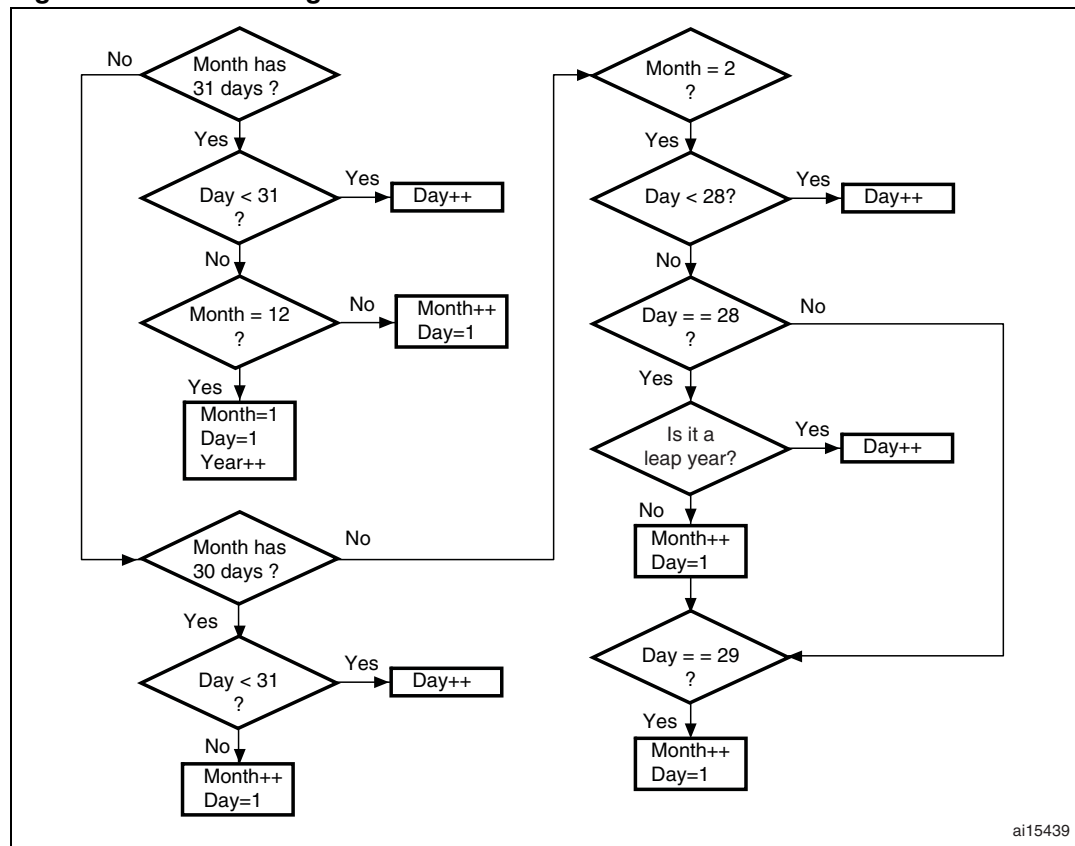 No
Month has
31 days ?
Yes
Day < 31
?
Yes
Day++
No
Month = 12
?
No
Month++
Day=1
Yes
Month=1
Day=1
Year++
Month has
30 days ?
No
Yes
Day < 31
?
Yes
Day++
No
Month++
Day=1
Month = 2
?
Yes
Day < 28?
Yes
Day++
No
Day = = 28
?
No
Yes
Is it a
leap year?
Yes
Day++
No
Month++
Day=1
Day = = 29
?
Yes
Month++
Day=1
ai15439